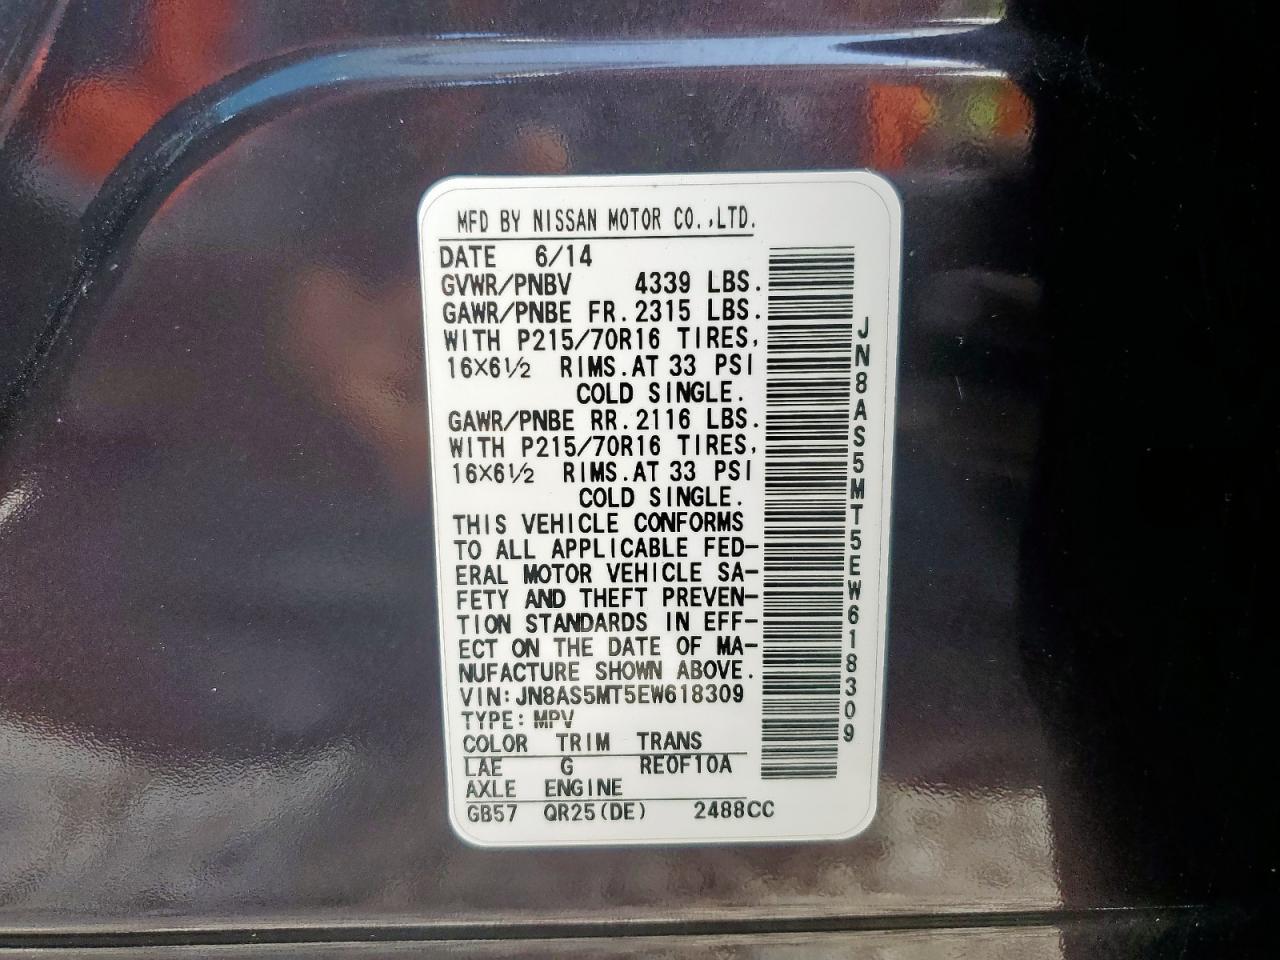 MFD BY NISSAN MOTOR CO.,LTD.
DATE 6/14
GVWR/PNBV 4339 LBS.
GAWR/PNBE FR.2315 LBS.
WITH P215/70R16 TIRES,
16X6½ RIMS.AT 33 PSI
COLD SINGLE.
GAWR/PNBE RR.2116 LBS.
WITH P215/70R16 TIRES,
16X6½ RIMS.AT 33 PSI
COLD SINGLE.
THIS VEHICLE CONFORMS
TO ALL APPLICABLE FED-
ERAL MOTOR VEHICLE SA-
FETY AND THEFT PREVEN-
TION STANDARDS IN EFF-
ECT ON THE DATE OF MA-
NUFACTURE SHOWN ABOVE.
VIN:JN8AS5MT5EW618309
TYPE:MPV
COLOR TRIM TRANS
LAE G RE0F10A
AXLE ENGINE
GB57 QR25(DE) 2488CC
JN8AS5MT5EW618309